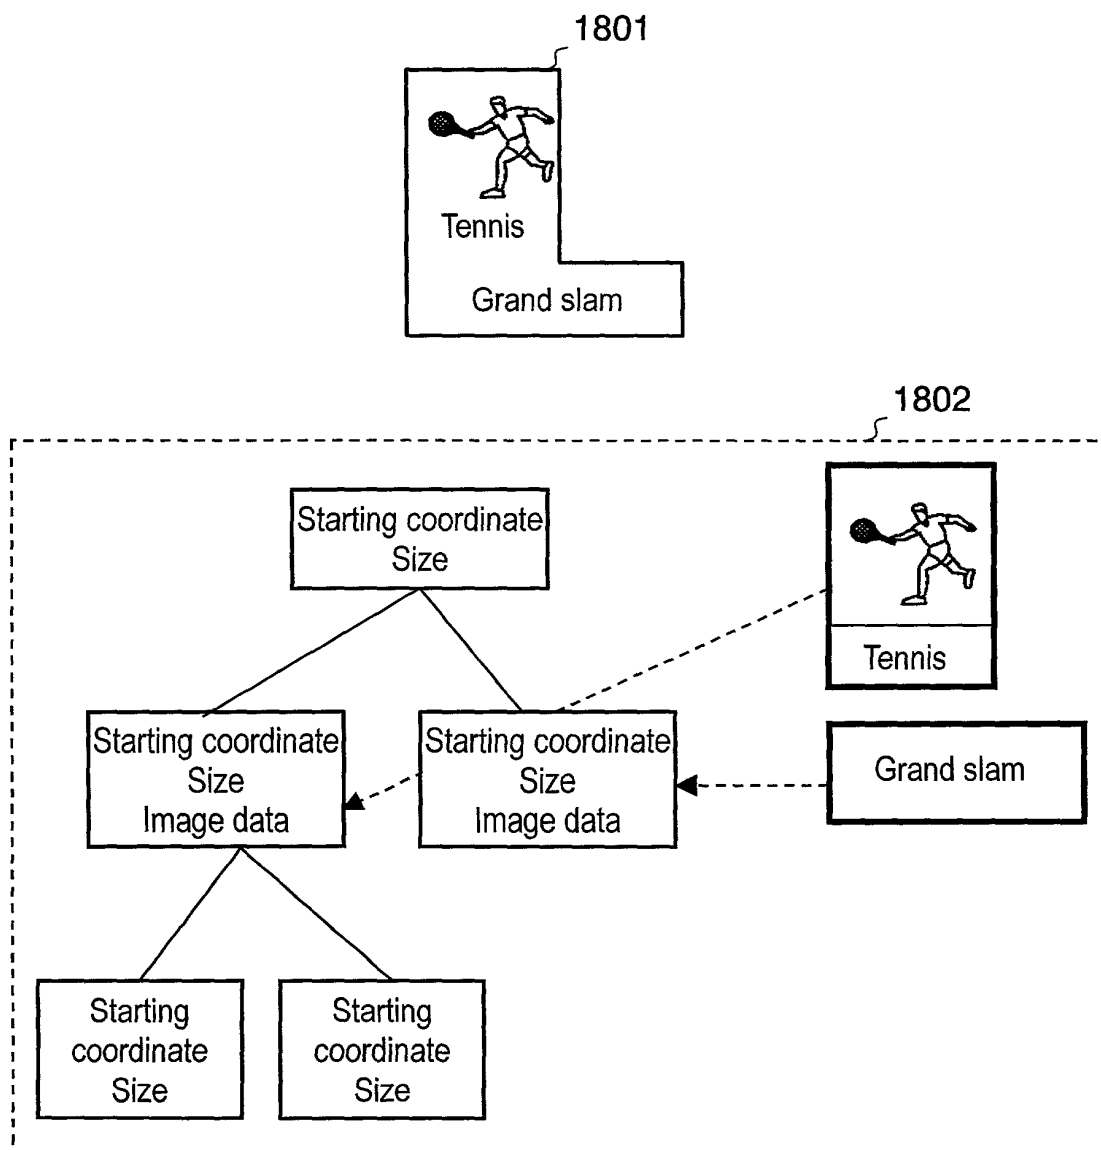 1801
Tennis
Grand slam
1802
Starting coordinate
Size
Tennis
Starting coordinate
Size
Image data
Starting coordinate
Size
Image data
Grand slam
Starting
coordinate
Size
Starting
coordinate
Size